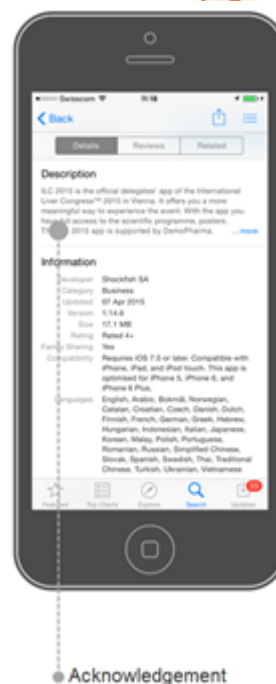 Swisscom 11:18
Back
Details Reviews Related
Description
ILC 2015 is the official delegates' app of the International
Liver Congress™ 2015 in Vienna. It offers you a more
meaningful way to experience the event. With the app you
have full access to the scientific programme, posters.
2015 app is supported by DemoPharma. ...more
Information
Developer Shockfish SA
Category Business
Updated 07 Apr 2015
Version 1.14.6
Size 17.1 MB
Rating Rated 4+
Family Sharing Yes
Compatibility Requires iOS 7.0 or later. Compatible with
iPhone, iPad, and iPod touch. This app is
optimised for iPhone 5, iPhone 6, and
iPhone 6 Plus.
Languages English, Arabic, Bokmål, Norwegian,
Catalan, Croatian, Czech, Danish, Dutch,
Finnish, French, German, Greek, Hebrew,
Hungarian, Indonesian, Italian, Japanese,
Korean, Malay, Polish, Portuguese,
Romanian, Russian, Simplified Chinese,
Slovak, Spanish, Swedish, Thai, Traditional
Chinese, Turkish, Ukrainian, Vietnamese
Featured Top Charts Explore Search Updates
Acknowledgement